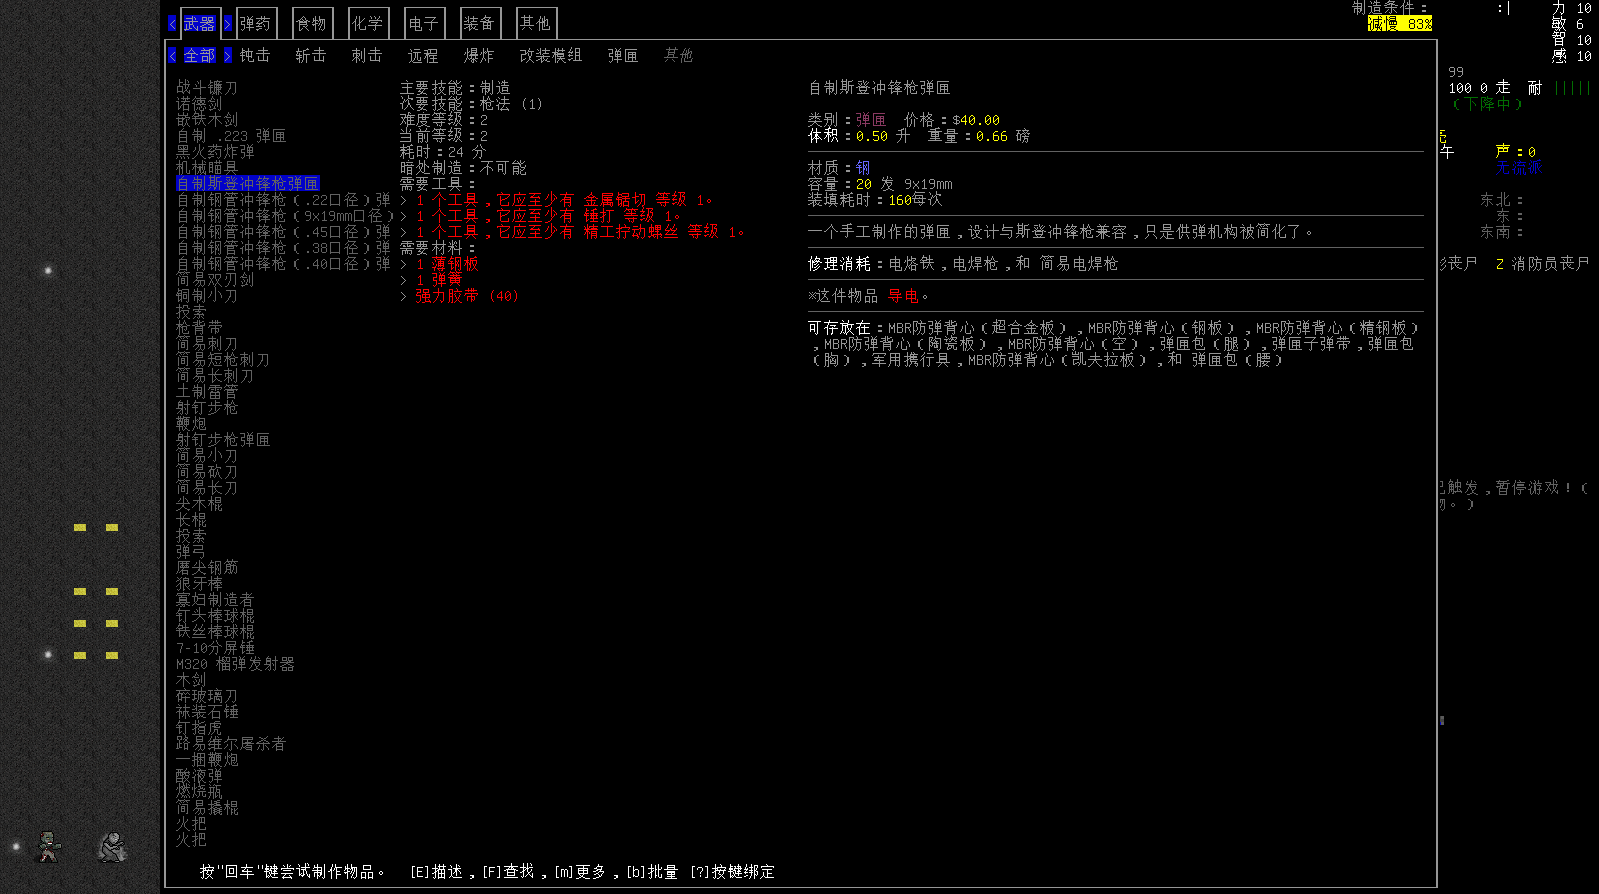 < 武器 > 弹药 食物 化学 电子 装备 其他
制造条件：
减慢 83%
< 全部 > 钝击 斩击 刺击 远程 爆炸 改装模组 弹匣 其他
战斗镰刀
诺德剑
嵌铁木剑
自制 .223 弹匣
黑火药炸弹
机械瞄具
自制斯登冲锋枪弹匣
自制钢管冲锋枪（.22口径）弹
自制钢管冲锋枪（9x19mm口径）
自制钢管冲锋枪（.45口径）弹
自制钢管冲锋枪（.38口径）弹
自制钢管冲锋枪（.40口径）弹
简易双刃剑
铜制小刀
投索
枪背带
简易刺刀
简易短枪刺刀
简易长刺刀
土制雷管
射钉步枪
鞭炮
射钉步枪弹匣
简易小刀
简易砍刀
简易长刀
尖木棍
长棍
投索
弹弓
磨尖钢筋
狼牙棒
寡妇制造者
钉头棒球棍
铁丝棒球棍
7-10分屏锤
M320 榴弹发射器
木剑
碎玻璃刀
袜装石锤
钉指虎
路易维尔屠杀者
一捆鞭炮
酸液弹
燃烧瓶
简易撬棍
火把
火把
主要技能：制造
次要技能：枪法 (1)
难度等级：2
当前等级：2
耗时：24 分
暗处制造：不可能
需要工具：
> 1 个工具，它应至少有 金属锯切 等级 1。
> 1 个工具，它应至少有 锤打 等级 1。
> 1 个工具，它应至少有 精工拧动螺丝 等级 1。
需要材料：
> 1 薄钢板
> 1 弹簧
> 强力胶带 (40)
自制斯登冲锋枪弹匣
类别：弹匣 价格：$40.00
体积：0.50 升 重量：0.66 磅
材质：钢
容量：20 发 9x19mm
装填耗时：160每次
一个手工制作的弹匣，设计与斯登冲锋枪兼容，只是供弹机构被简化了。
修理消耗：电烙铁，电焊枪，和 简易电焊枪
※这件物品 导电。
可存放在：MBR防弹背心（超合金板），MBR防弹背心（钢板），MBR防弹背心（精钢板）
，MBR防弹背心（陶瓷板），MBR防弹背心（空），弹匣包（腿），弹匣子弹带，弹匣包
（胸），军用携行具，MBR防弹背心（凯夫拉板），和 弹匣包（腰）
按"回车"键尝试制作物品。 [E]描述，[F]查找，[m]更多，[b]批量 [?]按键绑定
力 10
敏 6
智 10
感 10
99
100 0 走 耐 |||||
（下降中）
午 声：0
无流派
东北：
东：
东南：
丧尸 Z 消防员丧尸
触发，暂停游戏！（
物。）